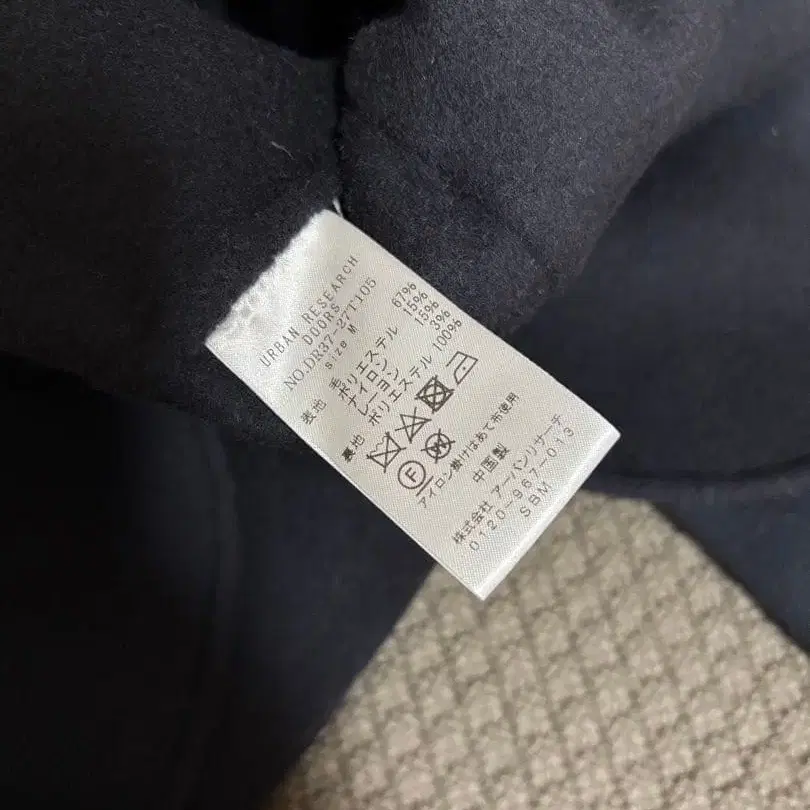 URBAN RESEARCH
DOORS
NO.DR37-27T105
Size M
表地 毛 67%
ポリエステル 15%
ナイロン 15%
レーヨン 3%
裏地 ポリエステル 100%
F
アイロン掛けはあて布使用
中国製
株式会社 アーバンリサーチ
0120-967-013
SBM